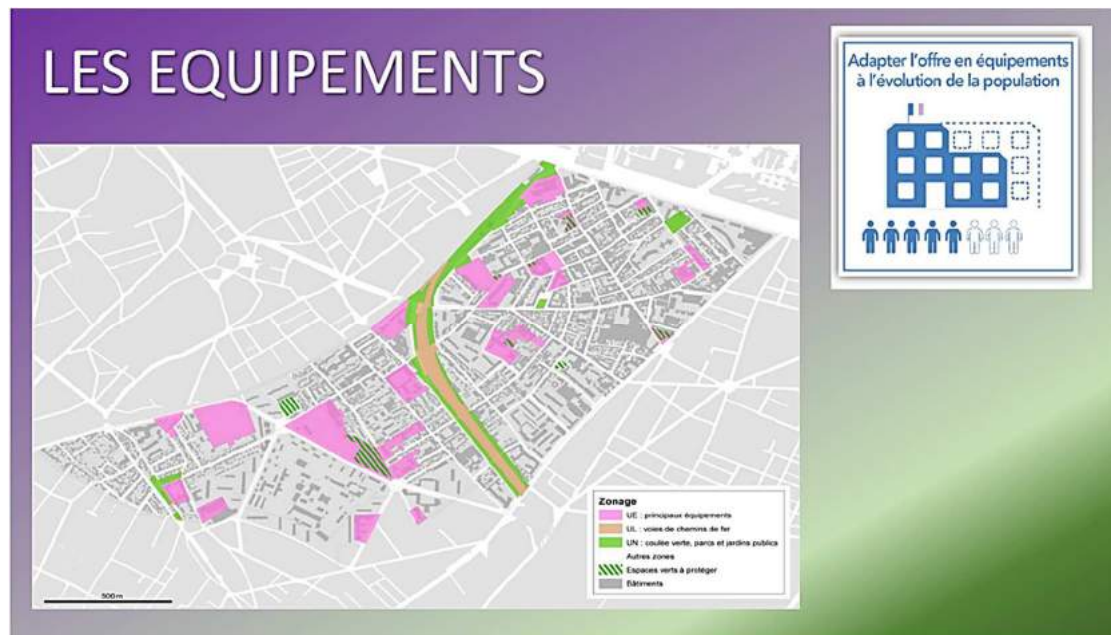 LES EQUIPEMENTS
Adapter l'offre en équipements
à l'évolution de la population
Zonage
UE : principaux équipements
UL : voies de chemins de fer
UN : coulée verte, parcs et jardins publics
Autres zones
Espaces verts à protéger
Bâtiments
500 m